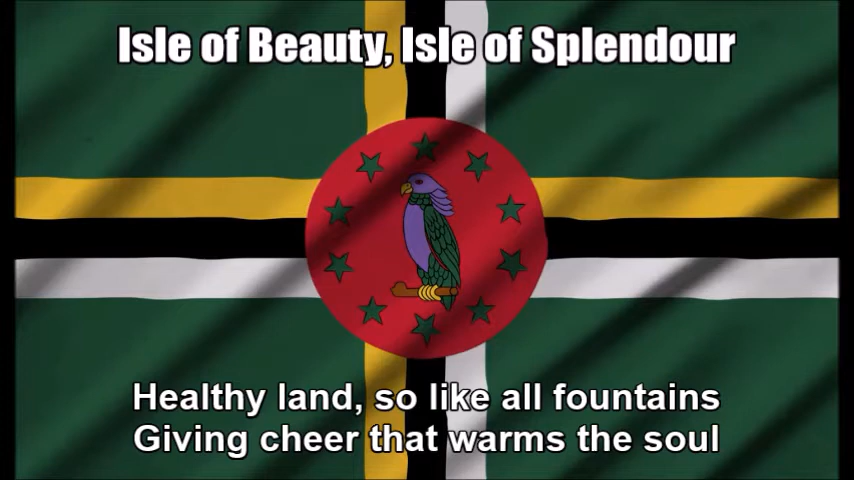 Isle of Beauty, Isle of Splendour
Healthy land, so like all fountains
Giving cheer that warms the soul